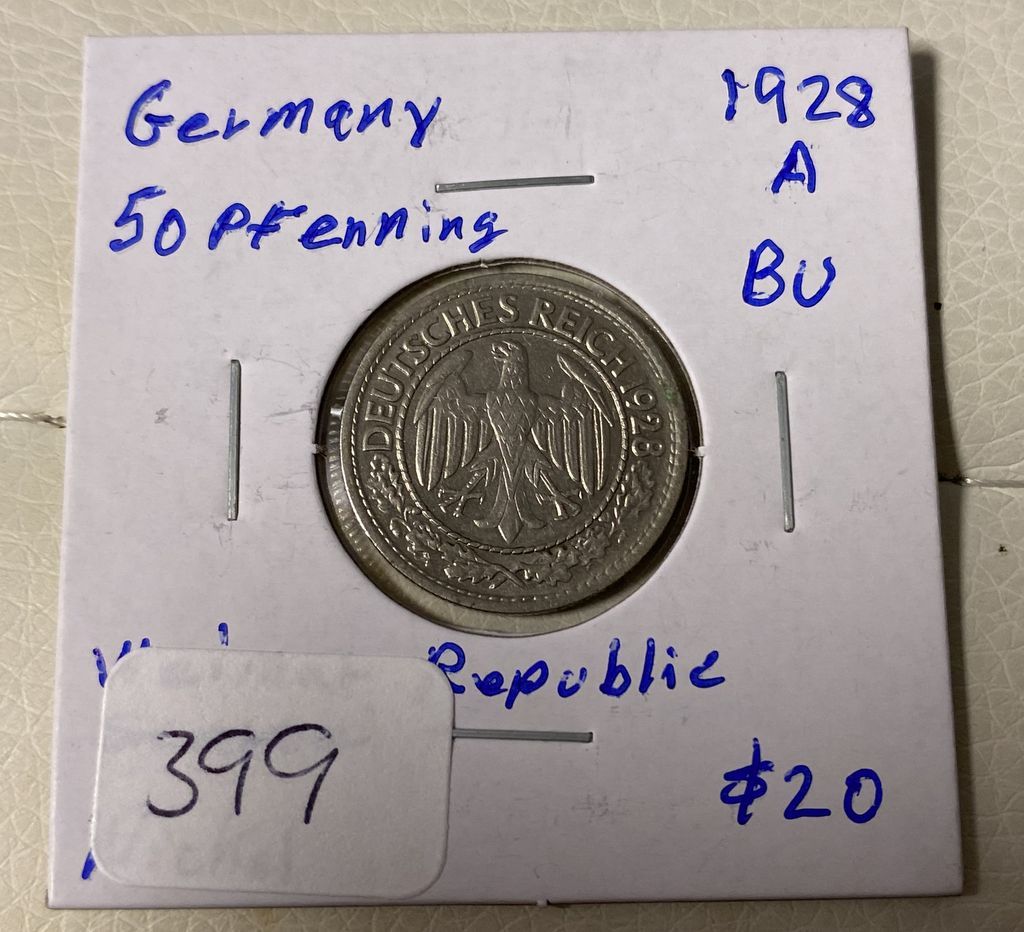 Germany
1928
A
50 Pfenning
BU
DEUTSCHES REICH 1928
Republic
399
$20